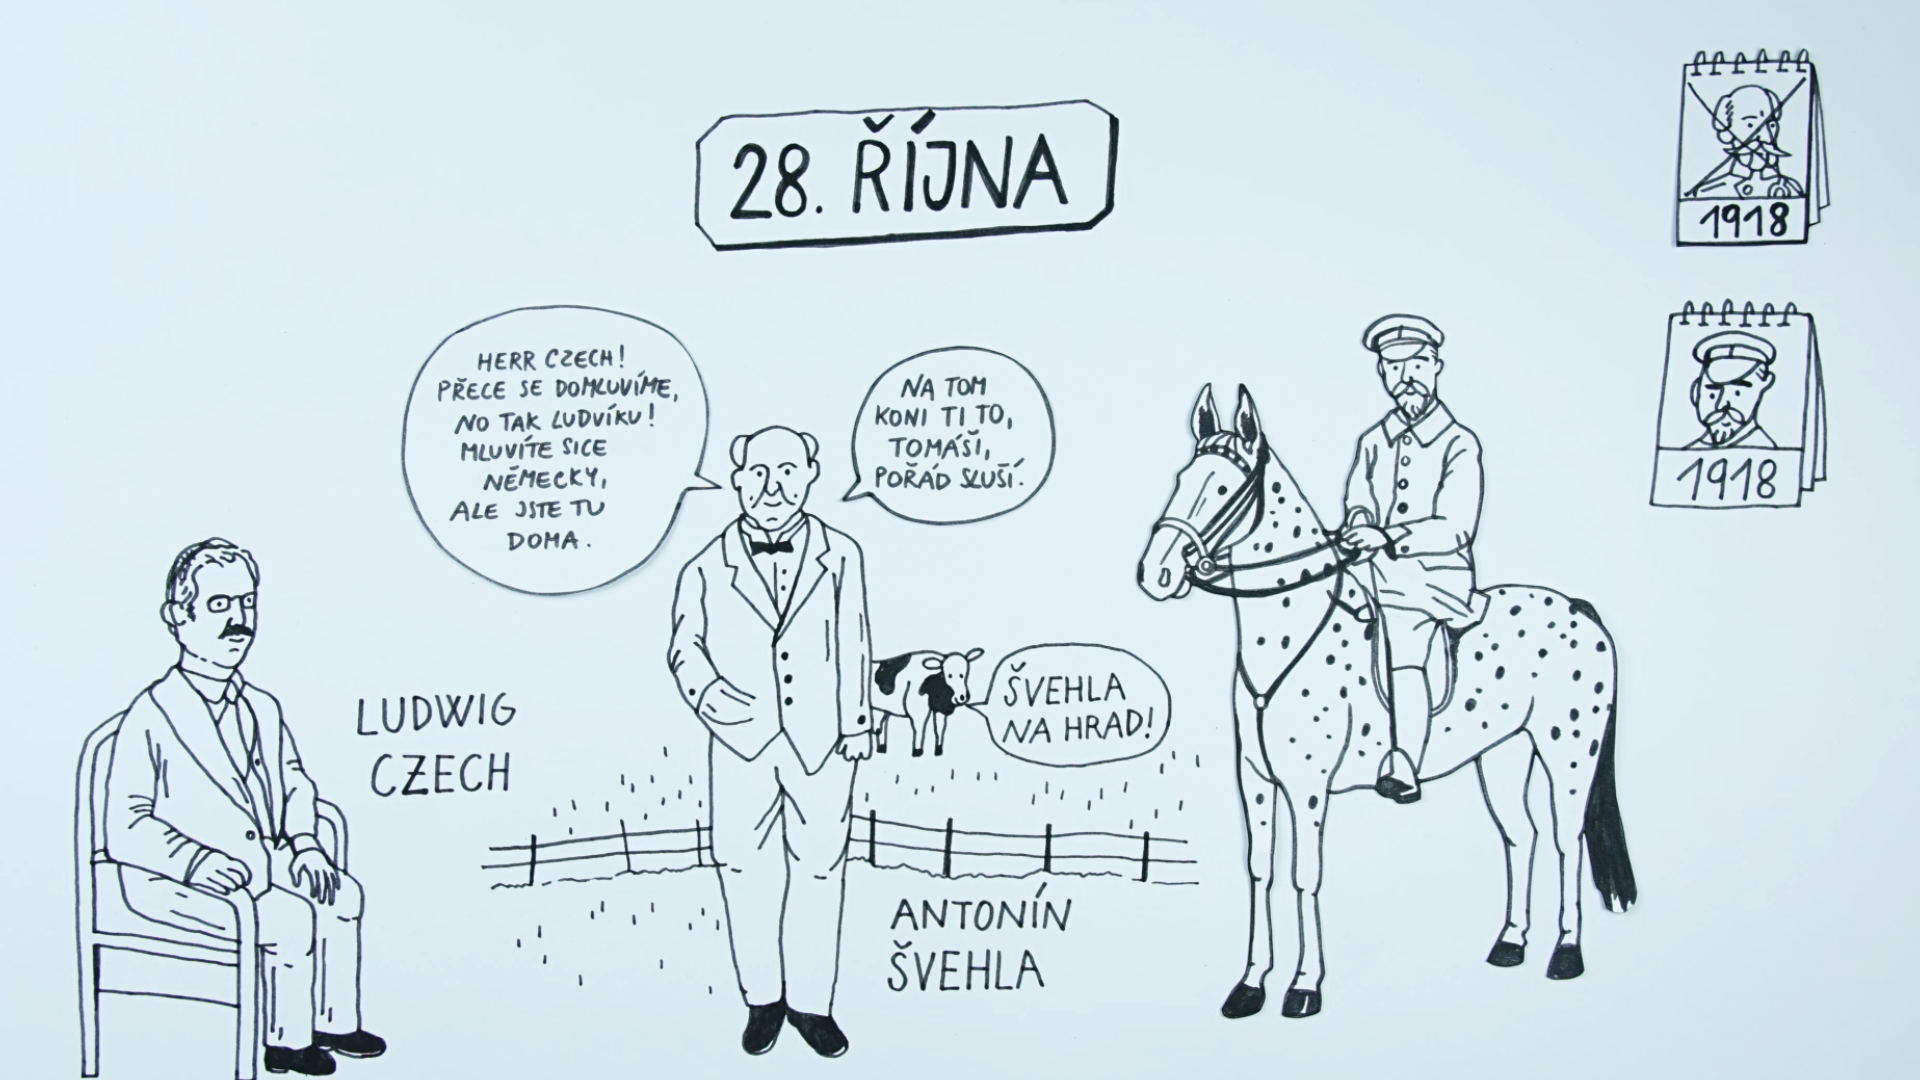 28. ŘÍJNA
1918
1918
HERR CZECH!
PŘECE SE DOMLUVÍME,
NO TAK LUDVÍKU!
MLUVÍTE SICE
NĚMECKY,
ALE JSTE TU
DOMA.
NA TOM
KONI TI TO,
TOMÁŠI,
POŘÁD SLUŠÍ.
ŠVEHLA
NA HRAD!
LUDWIG
CZECH
ANTONÍN
ŠVEHLA